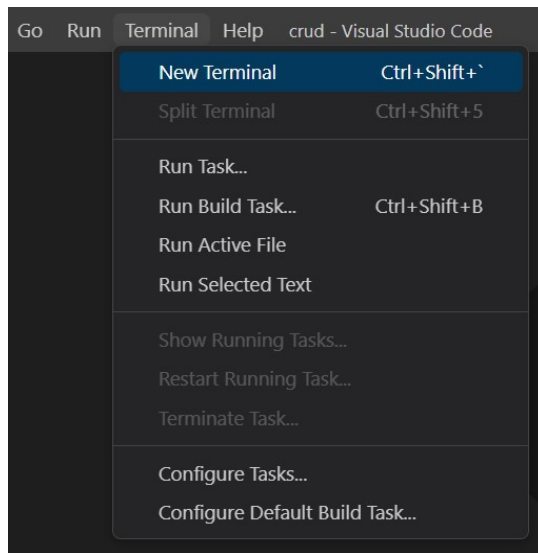 Go Run Terminal Help crud - Visual Studio Code
New Terminal Ctrl+Shift+`
Split Terminal Ctrl+Shift+5
Run Task...
Run Build Task... Ctrl+Shift+B
Run Active File
Run Selected Text
Show Running Tasks...
Restart Running Task...
Terminate Task...
Configure Tasks...
Configure Default Build Task...